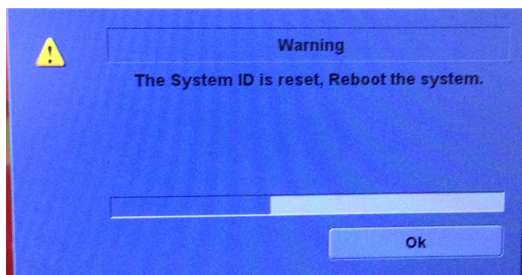 Warning
The System ID is reset, Reboot the system.
Ok